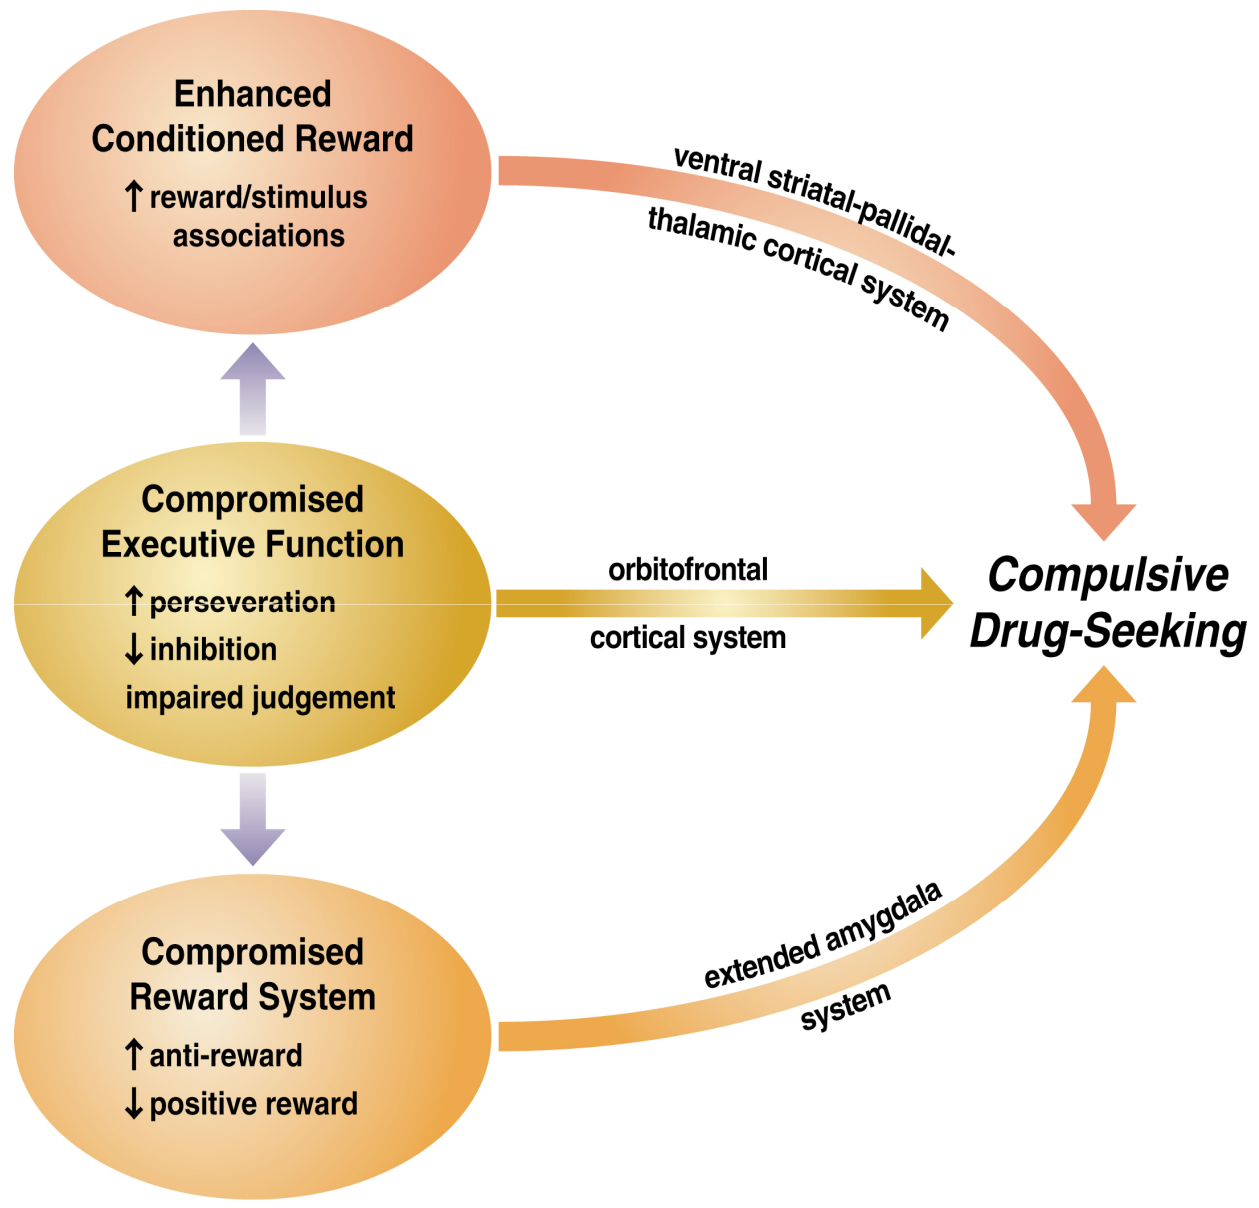 Enhanced
Conditioned Reward
↑ reward/stimulus
associations
ventral striatal-pallidal-
thalamic cortical system
Compromised
Executive Function
↑ perseveration
↓ inhibition
impaired judgement
orbitofrontal
cortical system
Compulsive
Drug-Seeking
Compromised
Reward System
↑ anti-reward
↓ positive reward
extended amygdala
system